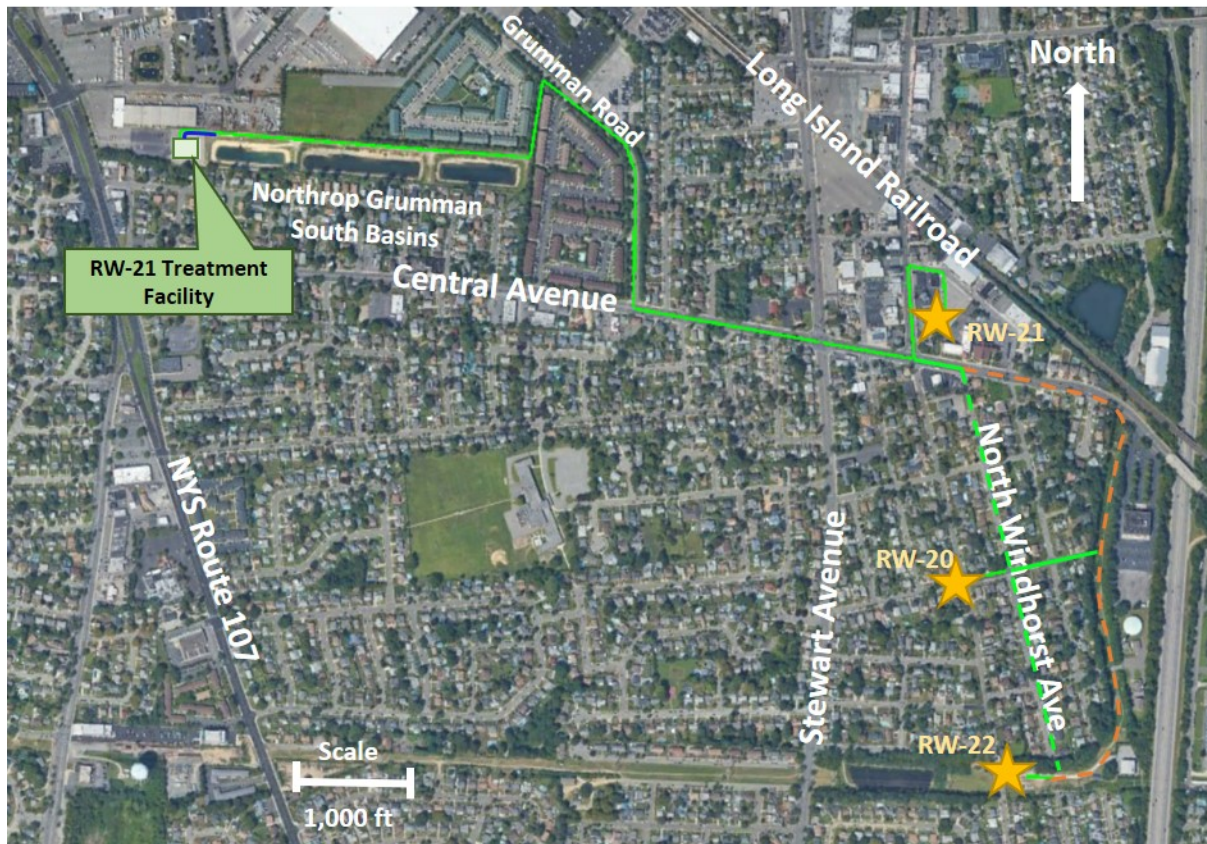 Grumman Road
Long Island Railroad
North
Northrop Grumman
South Basins
RW-21 Treatment
Facility
Central Avenue
RW-21
NYS Route 107
North Windhorst Ave
Stewart Avenue
RW-20
RW-22
Scale
1,000 ft